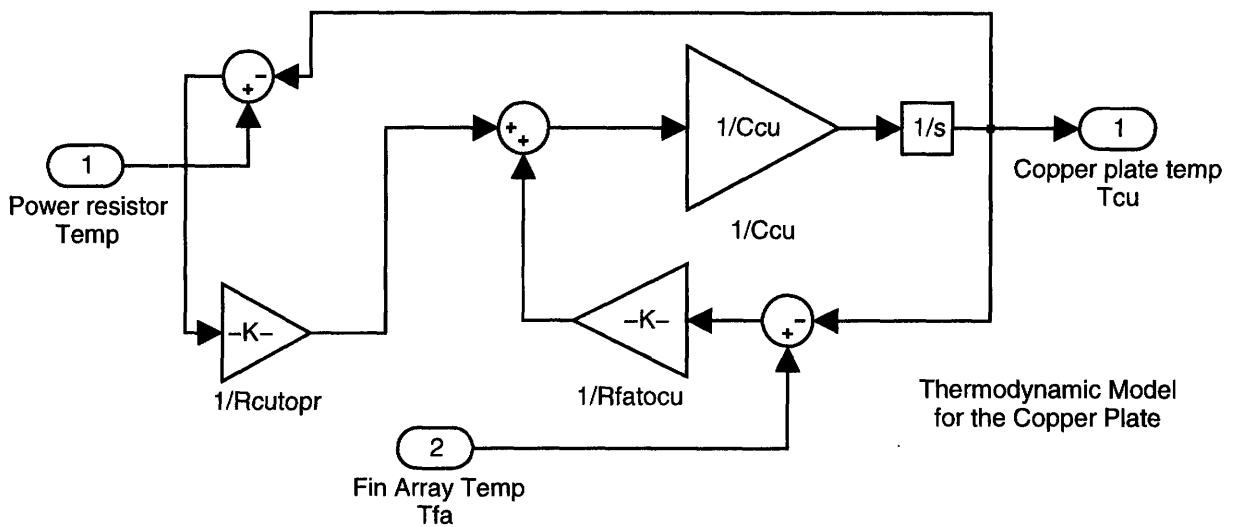 −
+
1
Power resistor
Temp
+
+
1/Ccu
1/s
1
Copper plate temp
Tcu
1/Ccu
–K–
1/Rcutopr
–K–
1/Rfatocu
−
+
Thermodynamic Model
for the Copper Plate
2
Fin Array Temp
Tfa